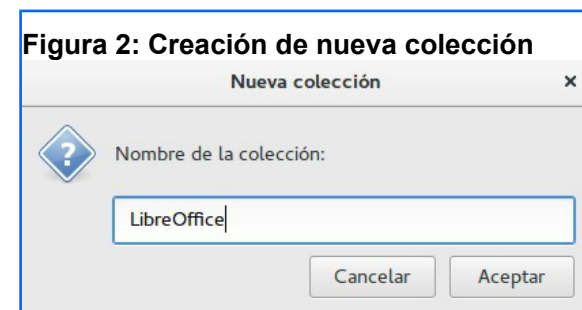 Figura 2: Creación de nueva colección
Nueva colección ×
?
Nombre de la colección:
LibreOffice
Cancelar Aceptar